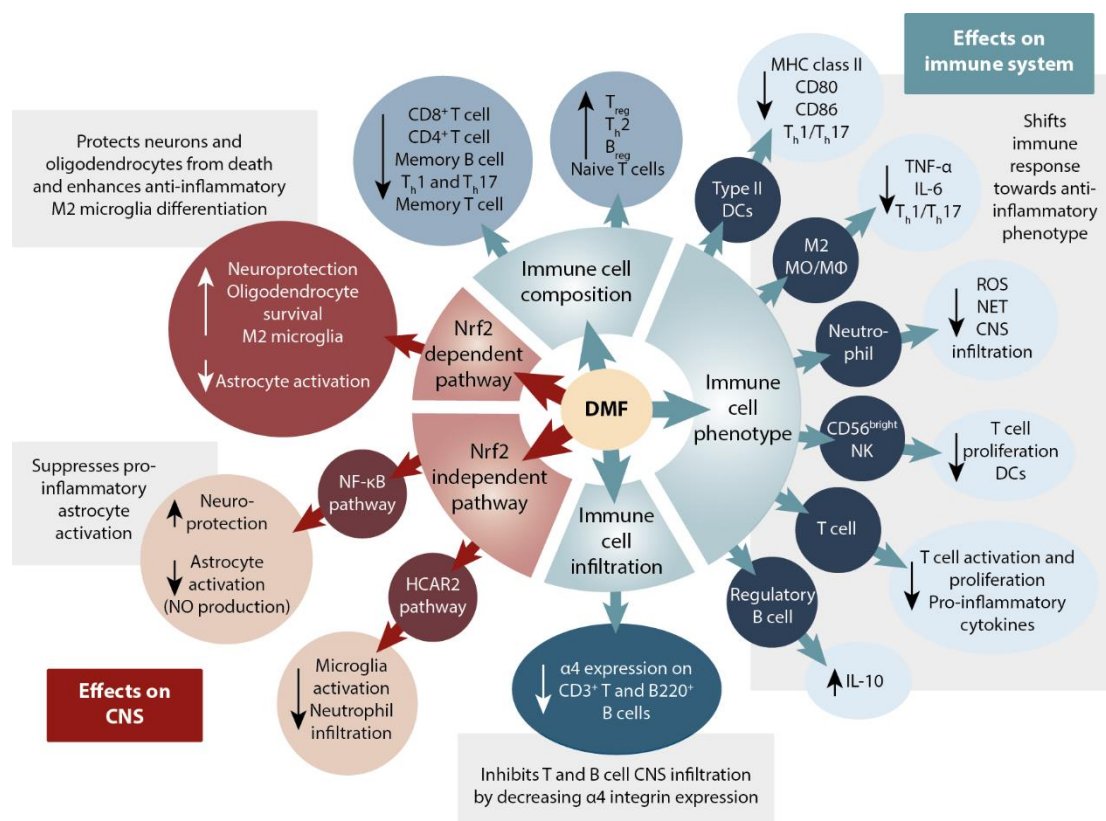 Effects on
immune system
MHC class II
CD80
CD86
Th1/Th17
Treg
Th2
Breg
Naive T cells
CD8+ T cell
CD4+ T cell
Memory B cell
Th1 and Th17
Memory T cell
Protects neurons and
oligodendrocytes from death
and enhances anti-inflammatory
M2 microglia differentiation
Shifts
immune
response
towards anti-
inflammatory
phenotype
Type II
DCs
TNF-α
IL-6
Th1/Th17
M2
MO/MΦ
Immune cell
composition
Neuroprotection
Oligodendrocyte
survival
M2 microglia
Astrocyte activation
Nrf2
dependent
pathway
ROS
NET
CNS
infiltration
Neutro-
phil
DMF
Immune
cell
phenotype
CD56bright
NK
T cell
proliferation
DCs
Nrf2
independent
pathway
Suppresses pro-
inflammatory
astrocyte
activation
NF-κB
pathway
Neuro-
protection
Astrocyte
activation
(NO production)
Immune
cell
infiltration
T cell
T cell activation and
proliferation
Pro-inflammatory
cytokines
HCAR2
pathway
Regulatory
B cell
IL-10
Microglia
activation
Neutrophil
infiltration
α4 expression on
CD3+ T and B220+
B cells
Effects on
CNS
Inhibits T and B cell CNS infiltration
by decreasing α4 integrin expression